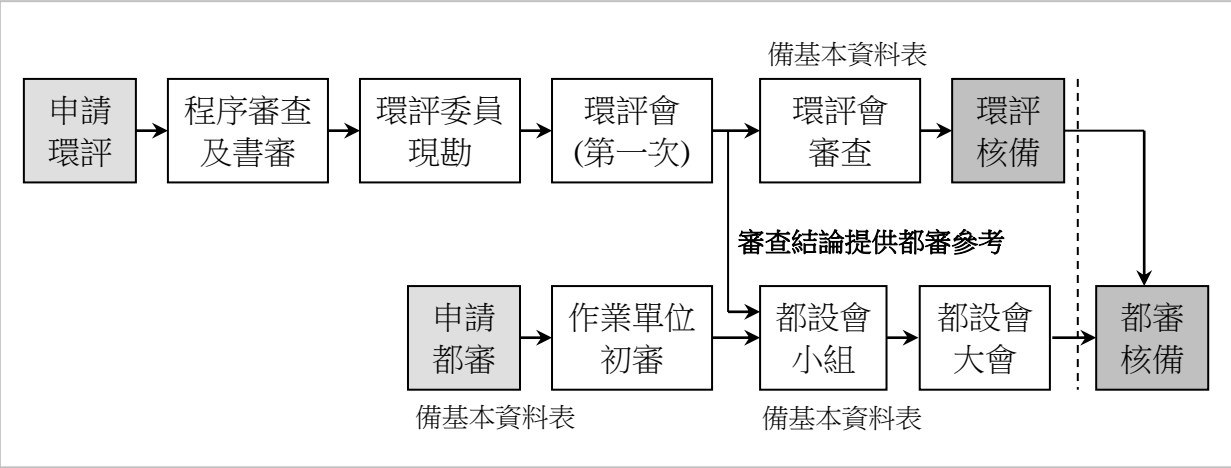 備基本資料表
申請
環評
程序審查
及書審
環評委員
現勘
環評會
(第一次)
環評會
審查
環評
核備
審查結論提供都審參考
申請
都審
作業單位
初審
都設會
小組
都設會
大會
都審
核備
備基本資料表
備基本資料表